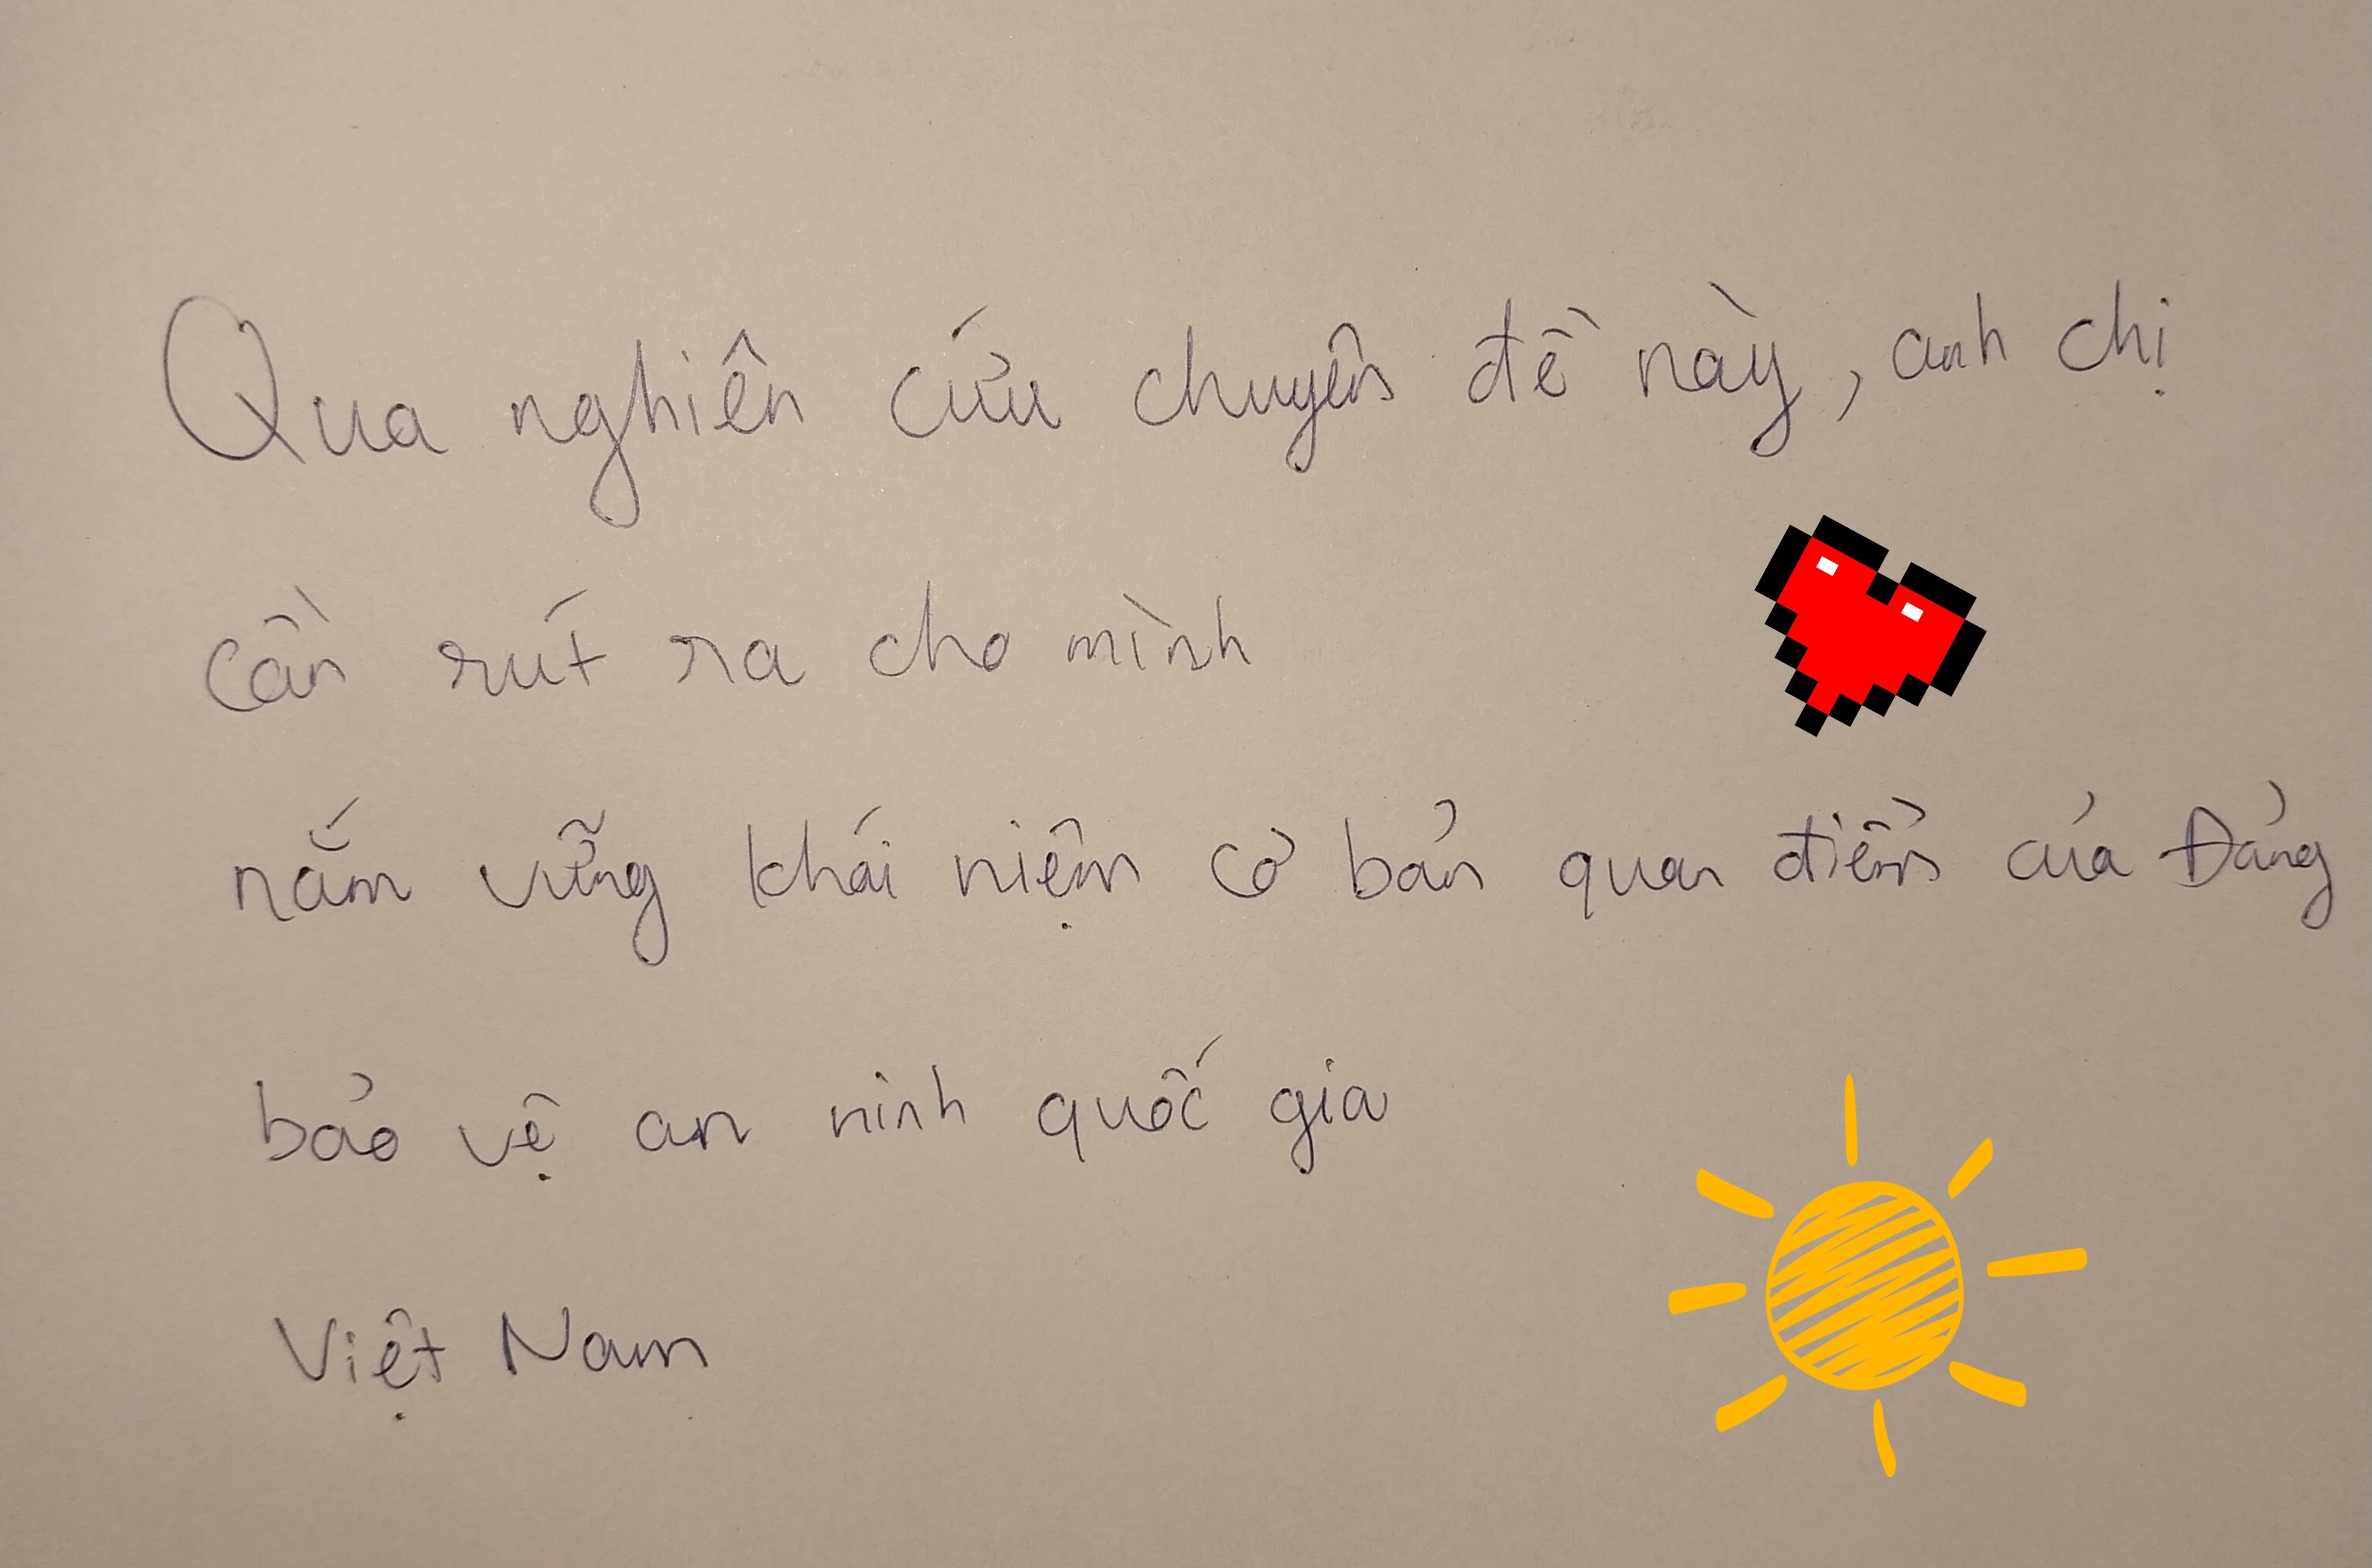 Qua nghiên cứu chuyên đề này, anh chị
cần rút ra cho mình
nắm vững khái niệm cơ bản quan điểm của Đảng
bảo vệ an ninh quốc gia
Việt Nam